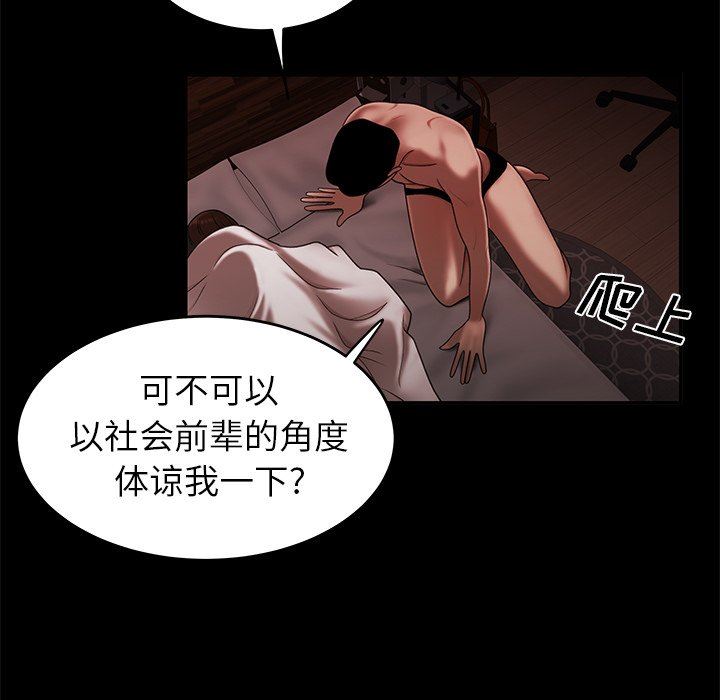 爬上
可不可以
以社会前辈的角度
体谅我一下?